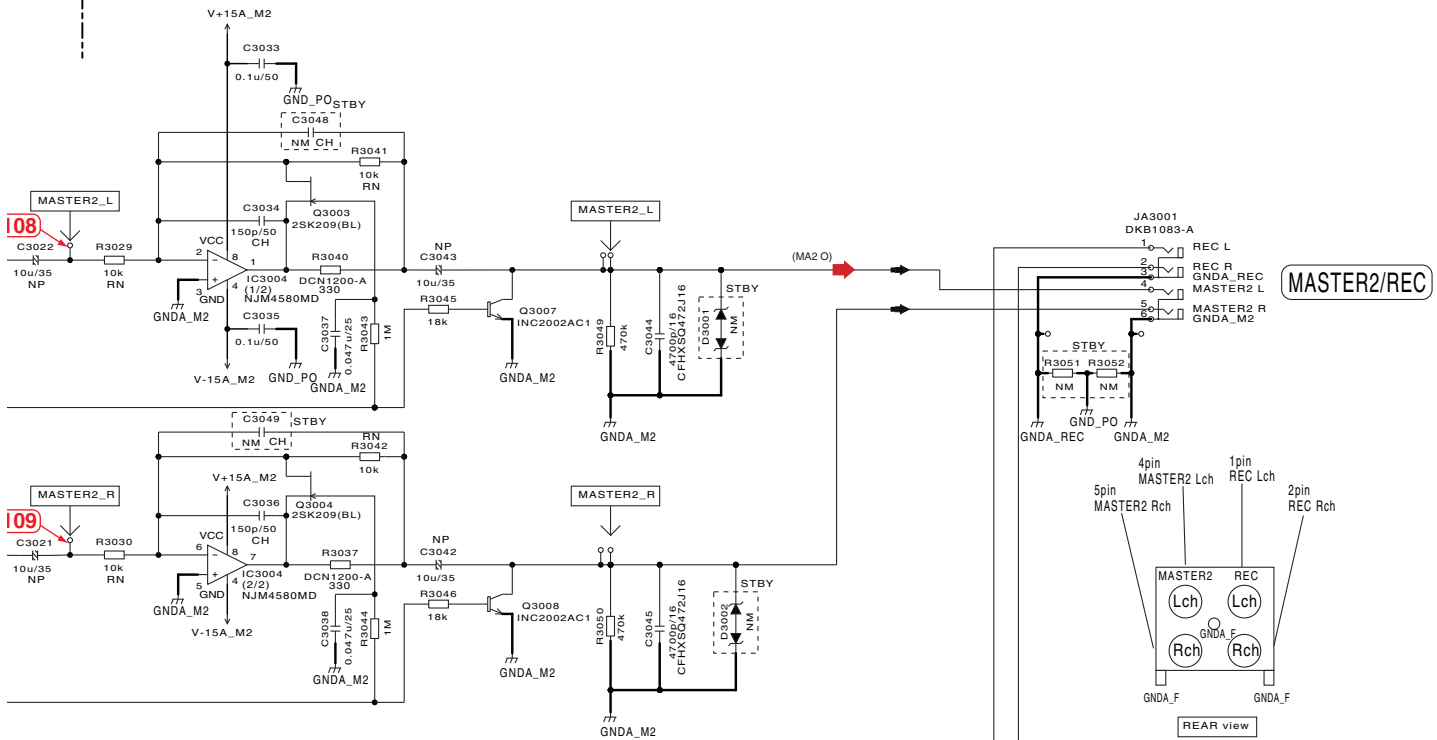 V+15A_M2
C3033
0.1u/50
GND_PO
STBY
C3048
NM CH
R3041
10k
RN
MASTER2_L
108
C3022
10u/35
NP
R3029
10k
RN
C3034
150p/50
CH
Q3003
2SK209(BL)
VCC
2
8
1
3
4
GND
GNDA_M2
IC3004
(1/2)
NJM4580MD
R3040
DCN1200-A
330
C3035
0.1u/50
V-15A_M2
GND_PO
C3037
0.047u/25
R3043
1M
GNDA_M2
NP
C3043
10u/35
R3045
18k
Q3007
INC2002AC1
GNDA_M2
MASTER2_L
R3049
470k
C3044
4700p/16
CFHXSQ472J16
STBY
D3001
NM
GNDA_M2
(MA2 O)
JA3001
DKB1083-A
1
REC L
2
REC R
3
GNDA_REC
4
MASTER2 L
5
MASTER2 R
6
GNDA_M2
MASTER2/REC
STBY
R3051
R3052
NM
NM
GND_PO
GNDA_REC
GNDA_M2
C3049
NM CH
STBY
RN
R3042
10k
V+15A_M2
MASTER2_R
109
C3021
10u/35
NP
R3030
10k
RN
C3036
150p/50
CH
Q3004
2SK209(BL)
VCC
6
8
7
5
4
GND
GNDA_M2
IC3004
(2/2)
NJM4580MD
V-15A_M2
R3037
DCN1200-A
330
C3038
0.047u/25
R3044
1M
GNDA_M2
NP
C3042
10u/35
R3046
18k
Q3008
INC2002AC1
GNDA_M2
MASTER2_R
R3050
470k
C3045
4700p/16
CFHXSQ472J16
STBY
D3002
NM
GNDA_M2
4pin
MASTER2 Lch
1pin
REC Lch
5pin
MASTER2 Rch
2pin
REC Rch
MASTER2
REC
Lch
Lch
GNDA_F
Rch
Rch
GNDA_F
GNDA_F
REAR view